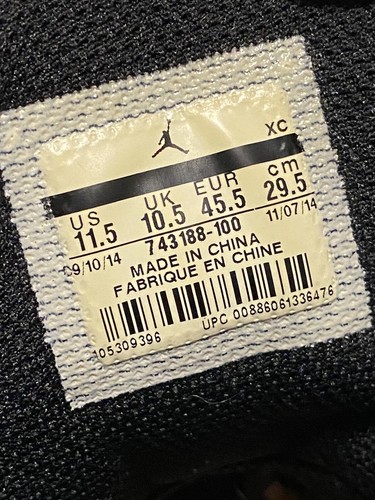 XC
US UK EUR cm
11.5 10.5 45.5 29.5
09/10/14 743188-100 11/07/14
MADE IN CHINA
FABRIQUE EN CHINE
105309396 UPC 00886061336476